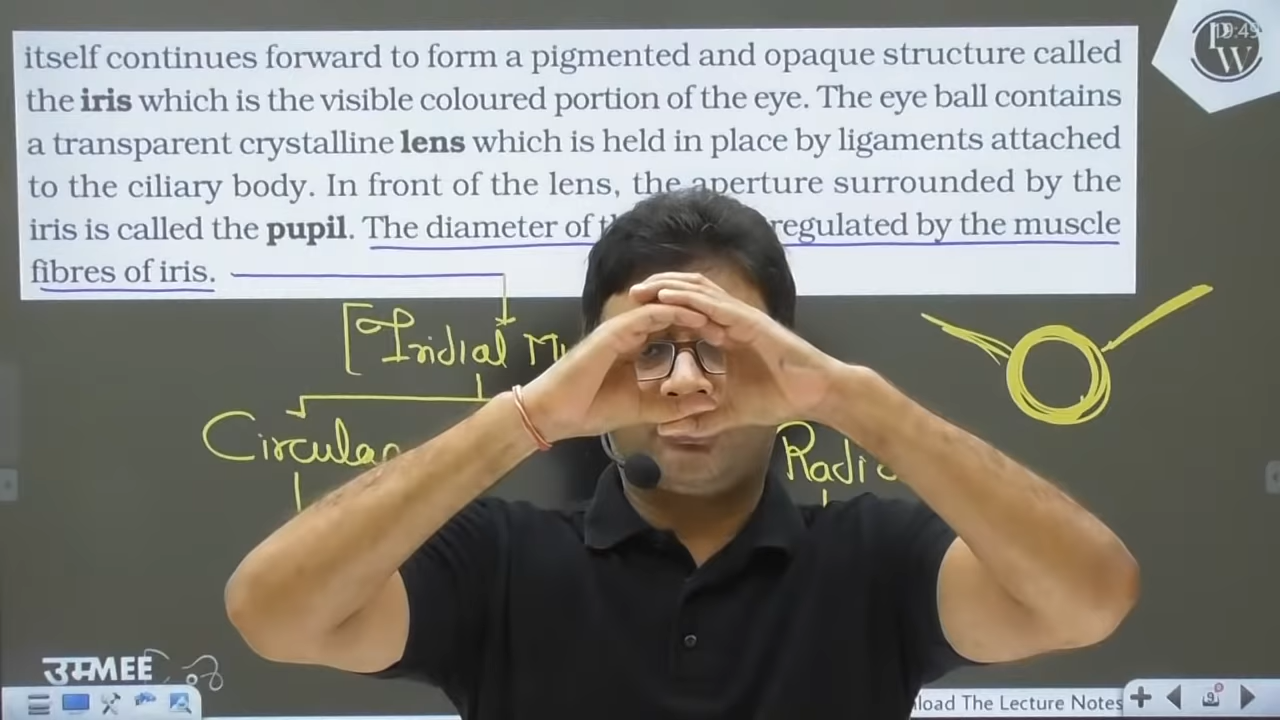 itself continues forward to form a pigmented and opaque structure called
the iris which is the visible coloured portion of the eye. The eye ball contains
a transparent crystalline lens which is held in place by ligaments attached
to the ciliary body. In front of the lens, the aperture surrounded by the
iris is called the pupil. The diameter of regulated by the muscle
fibres of iris.
PW
[Iridial
Circular
उम्MEE
The Lecture Notes